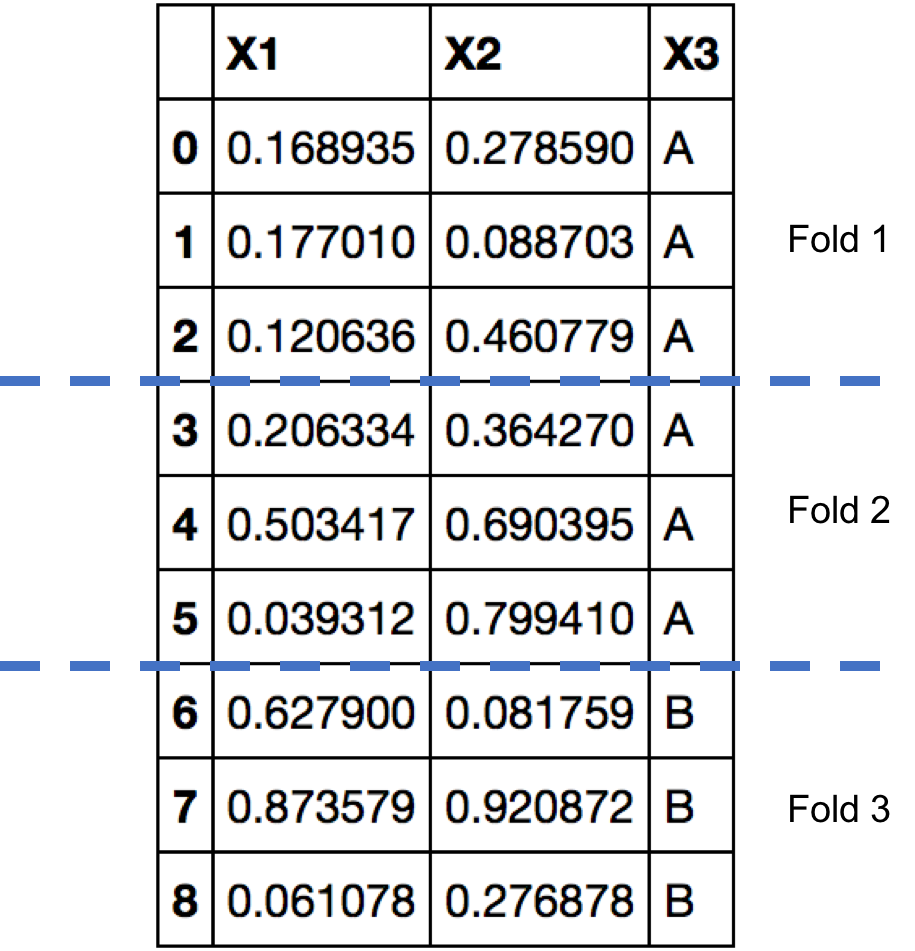 X1 X2 X3
0 0.168935 0.278590 A
1 0.177010 0.088703 A
Fold 1
2 0.120636 0.460779 A
3 0.206334 0.364270 A
4 0.503417 0.690395 A
Fold 2
5 0.039312 0.799410 A
6 0.627900 0.081759 B
7 0.873579 0.920872 B
Fold 3
8 0.061078 0.276878 B